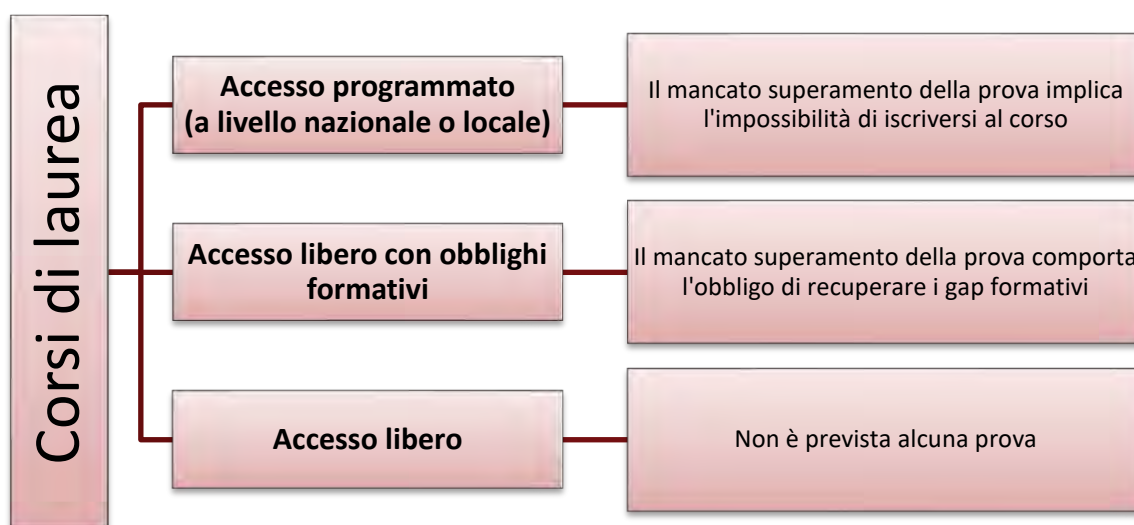 Corsi di laurea
Accesso programmato
(a livello nazionale o locale)
Il mancato superamento della prova implica
l'impossibilità di iscriversi al corso
Accesso libero con obblighi
formativi
Il mancato superamento della prova comporta
l'obbligo di recuperare i gap formativi
Accesso libero
Non è prevista alcuna prova